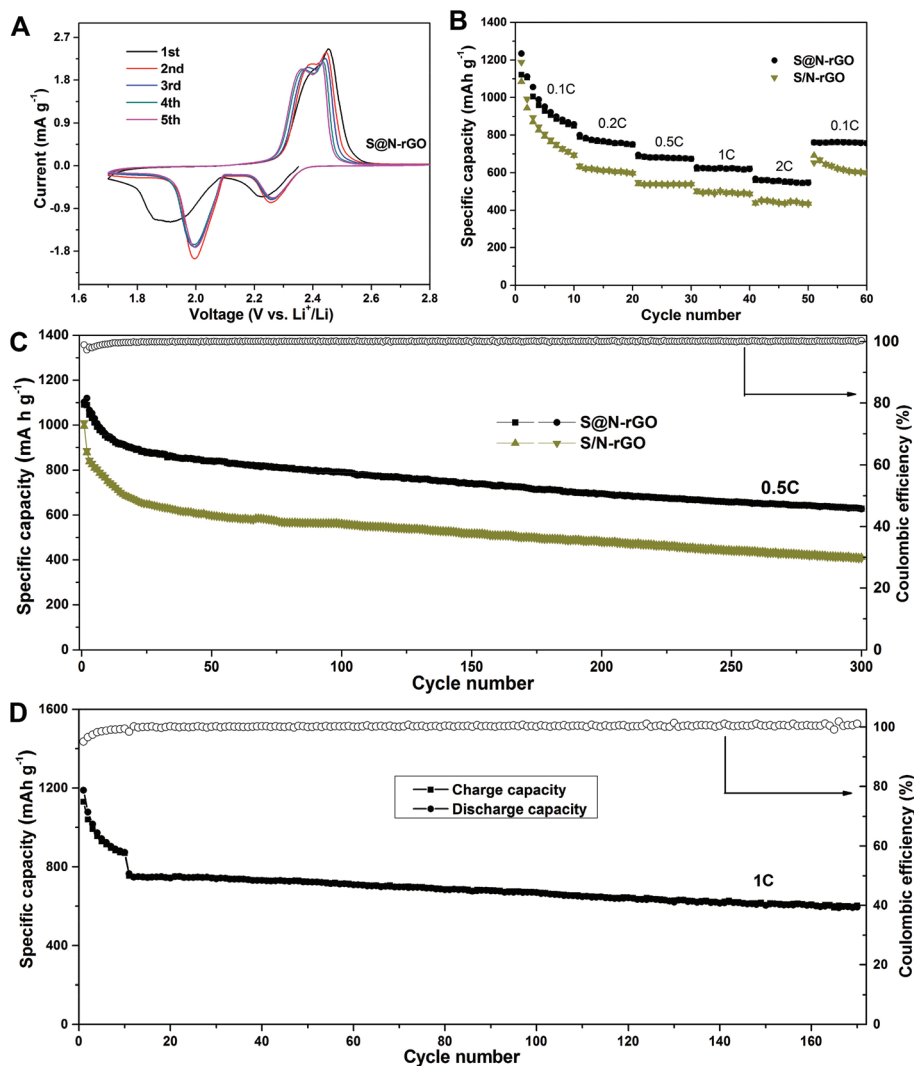 A
2.7
1.8
0.9
0.0
-0.9
-1.8
Current (mA g⁻¹)
1st
2nd
3rd
4th
5th
S@N-rGO
1.6
2.0
2.4
2.8
Voltage (V vs. Li⁺/Li)
B
1400
1200
1000
800
600
400
200
0
Specific capacity (mAh g⁻¹)
S@N-rGO
S/N-rGO
0.1C
0.2C
0.5C
1C
2C
0.1C
0
10
20
30
40
50
60
Cycle number
C
1400
1200
1000
800
600
400
200
0
Specific capacity (mA h g⁻¹)
S@N-rGO
S/N-rGO
0.5C
100
80
60
40
20
0
Coulombic efficiency (%)
0
50
100
150
200
250
300
Cycle number
D
1600
1200
800
400
0
Specific capacity (mAh g⁻¹)
Charge capacity
Discharge capacity
1C
100
80
60
40
20
0
Coulombic efficiency (%)
0
20
40
60
80
100
120
140
160
Cycle number